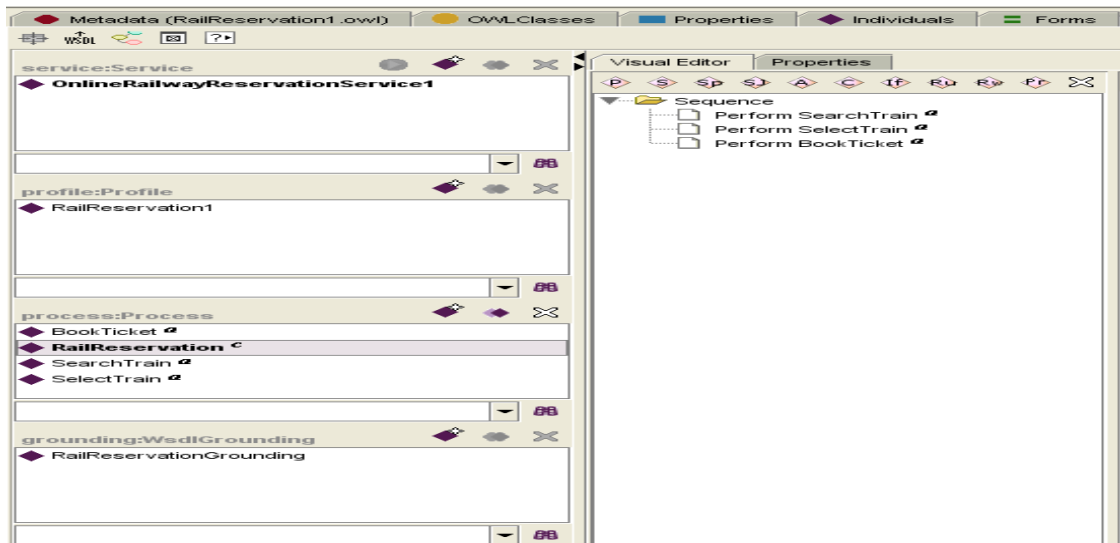 Metadata (RailReservation1.owl) OWLClasses Properties Individuals Forms
WSDL
service:Service
OnlineRailwayReservationService1
profile:Profile
RailReservation1
process:Process
BookTicket a
RailReservation c
SearchTrain a
SelectTrain a
grounding:WsdlGrounding
RailReservationGrounding
Visual Editor Properties
P S Sp SJ A C If Ru Rw Pr
Sequence
Perform SearchTrain a
Perform SelectTrain a
Perform BookTicket a